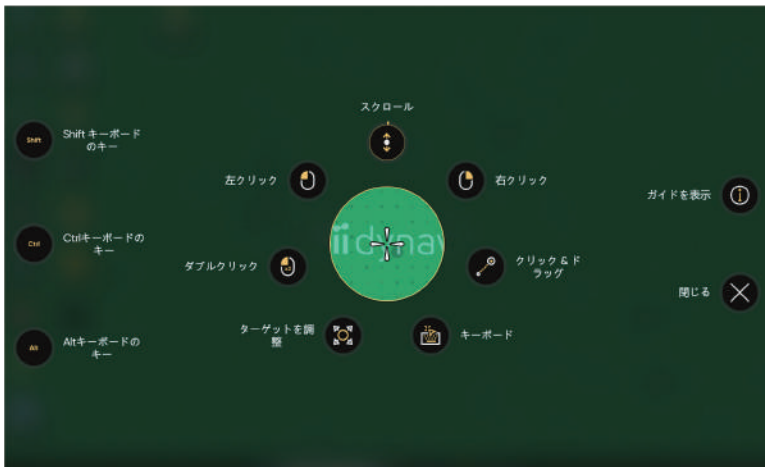 スクロール
Shift
Shift キーボード
のキー
左クリック
右クリック
ガイドを表示
Ctrl
Ctrlキーボードの
キー
iidynav
ダブルクリック
x2
クリック & ド
ラッグ
閉じる
Alt
Altキーボードの
キー
ターゲットを調
整
キーボード